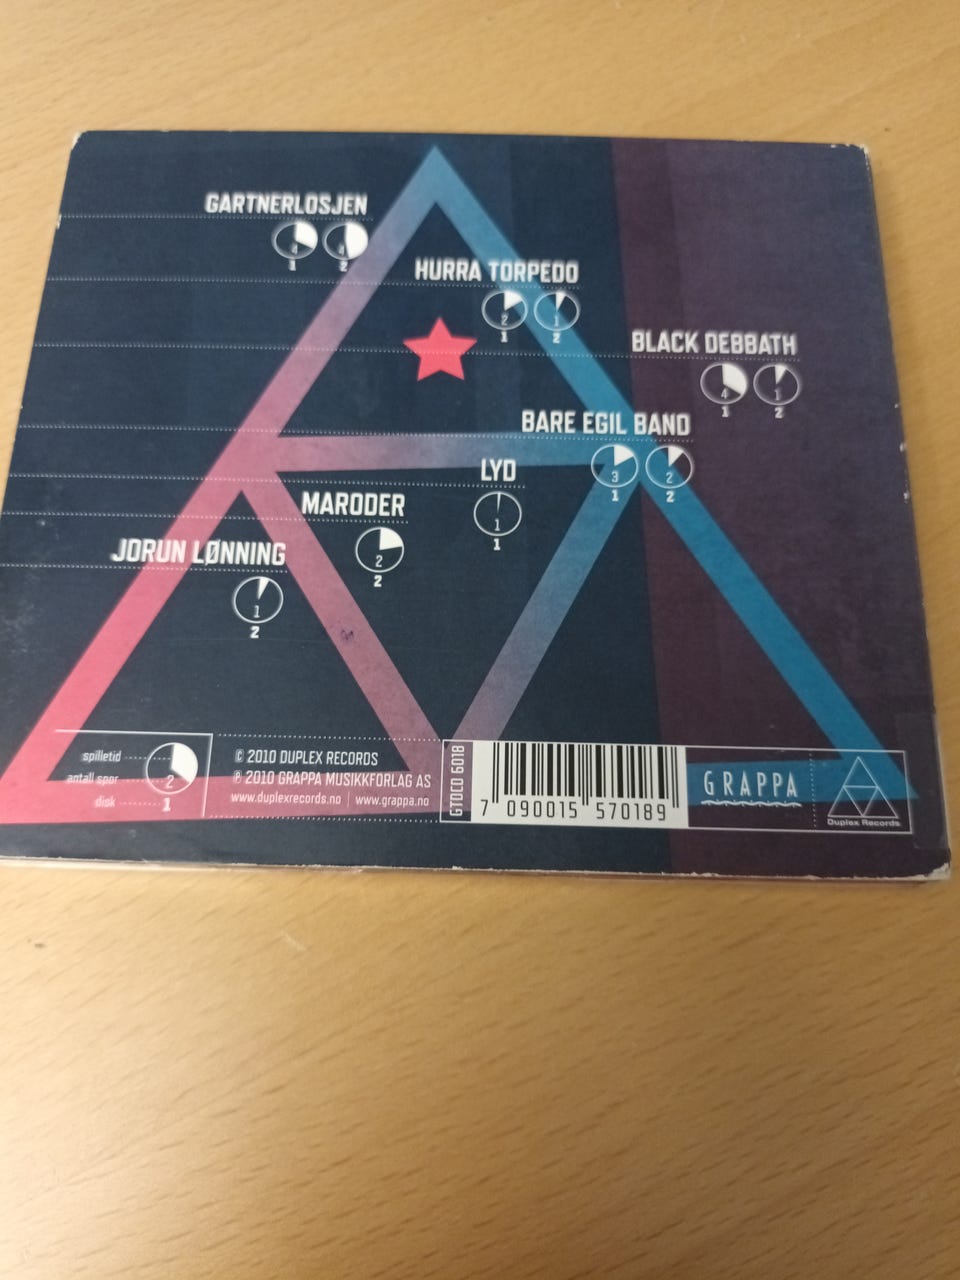 GARTNERLOSJEN
4 4
1 2
HURRA TORPEDO
2 1
1 2
BLACK DEBBATH
4 1
1 2
BARE EGIL BAND
3 2
1 2
LYD
1
1
MARODER
2
2
JORUN LØNNING
1
2
spilletid
antall spor 2
disk 1
© 2010 DUPLEX RECORDS
℗ 2010 GRAPPA MUSIKKFORLAG AS
www.duplexrecords.no | www.grappa.no
GTDCD 6018
7 090015 570189
GRAPPA
Duplex Records